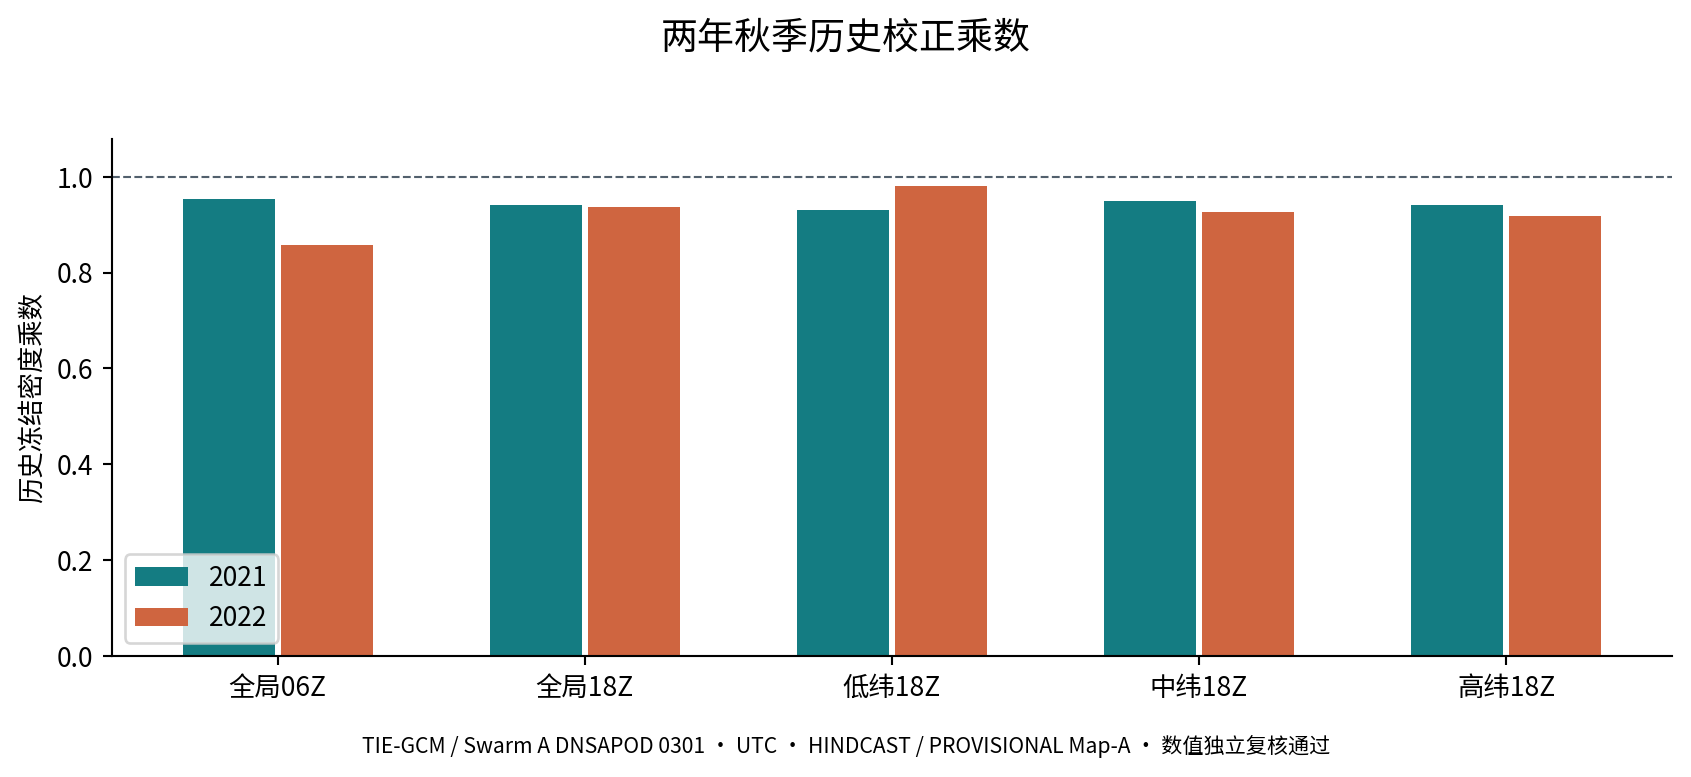 两年秋季历史校正乘数
历史冻结密度乘数
1.0
0.8
0.6
0.4
0.2
0.0
2021
2022
全局06Z
全局18Z
低纬18Z
中纬18Z
高纬18Z
TIE-GCM / Swarm A DNSAPOD 0301 • UTC • HINDCAST / PROVISIONAL Map-A • 数值独立复核通过